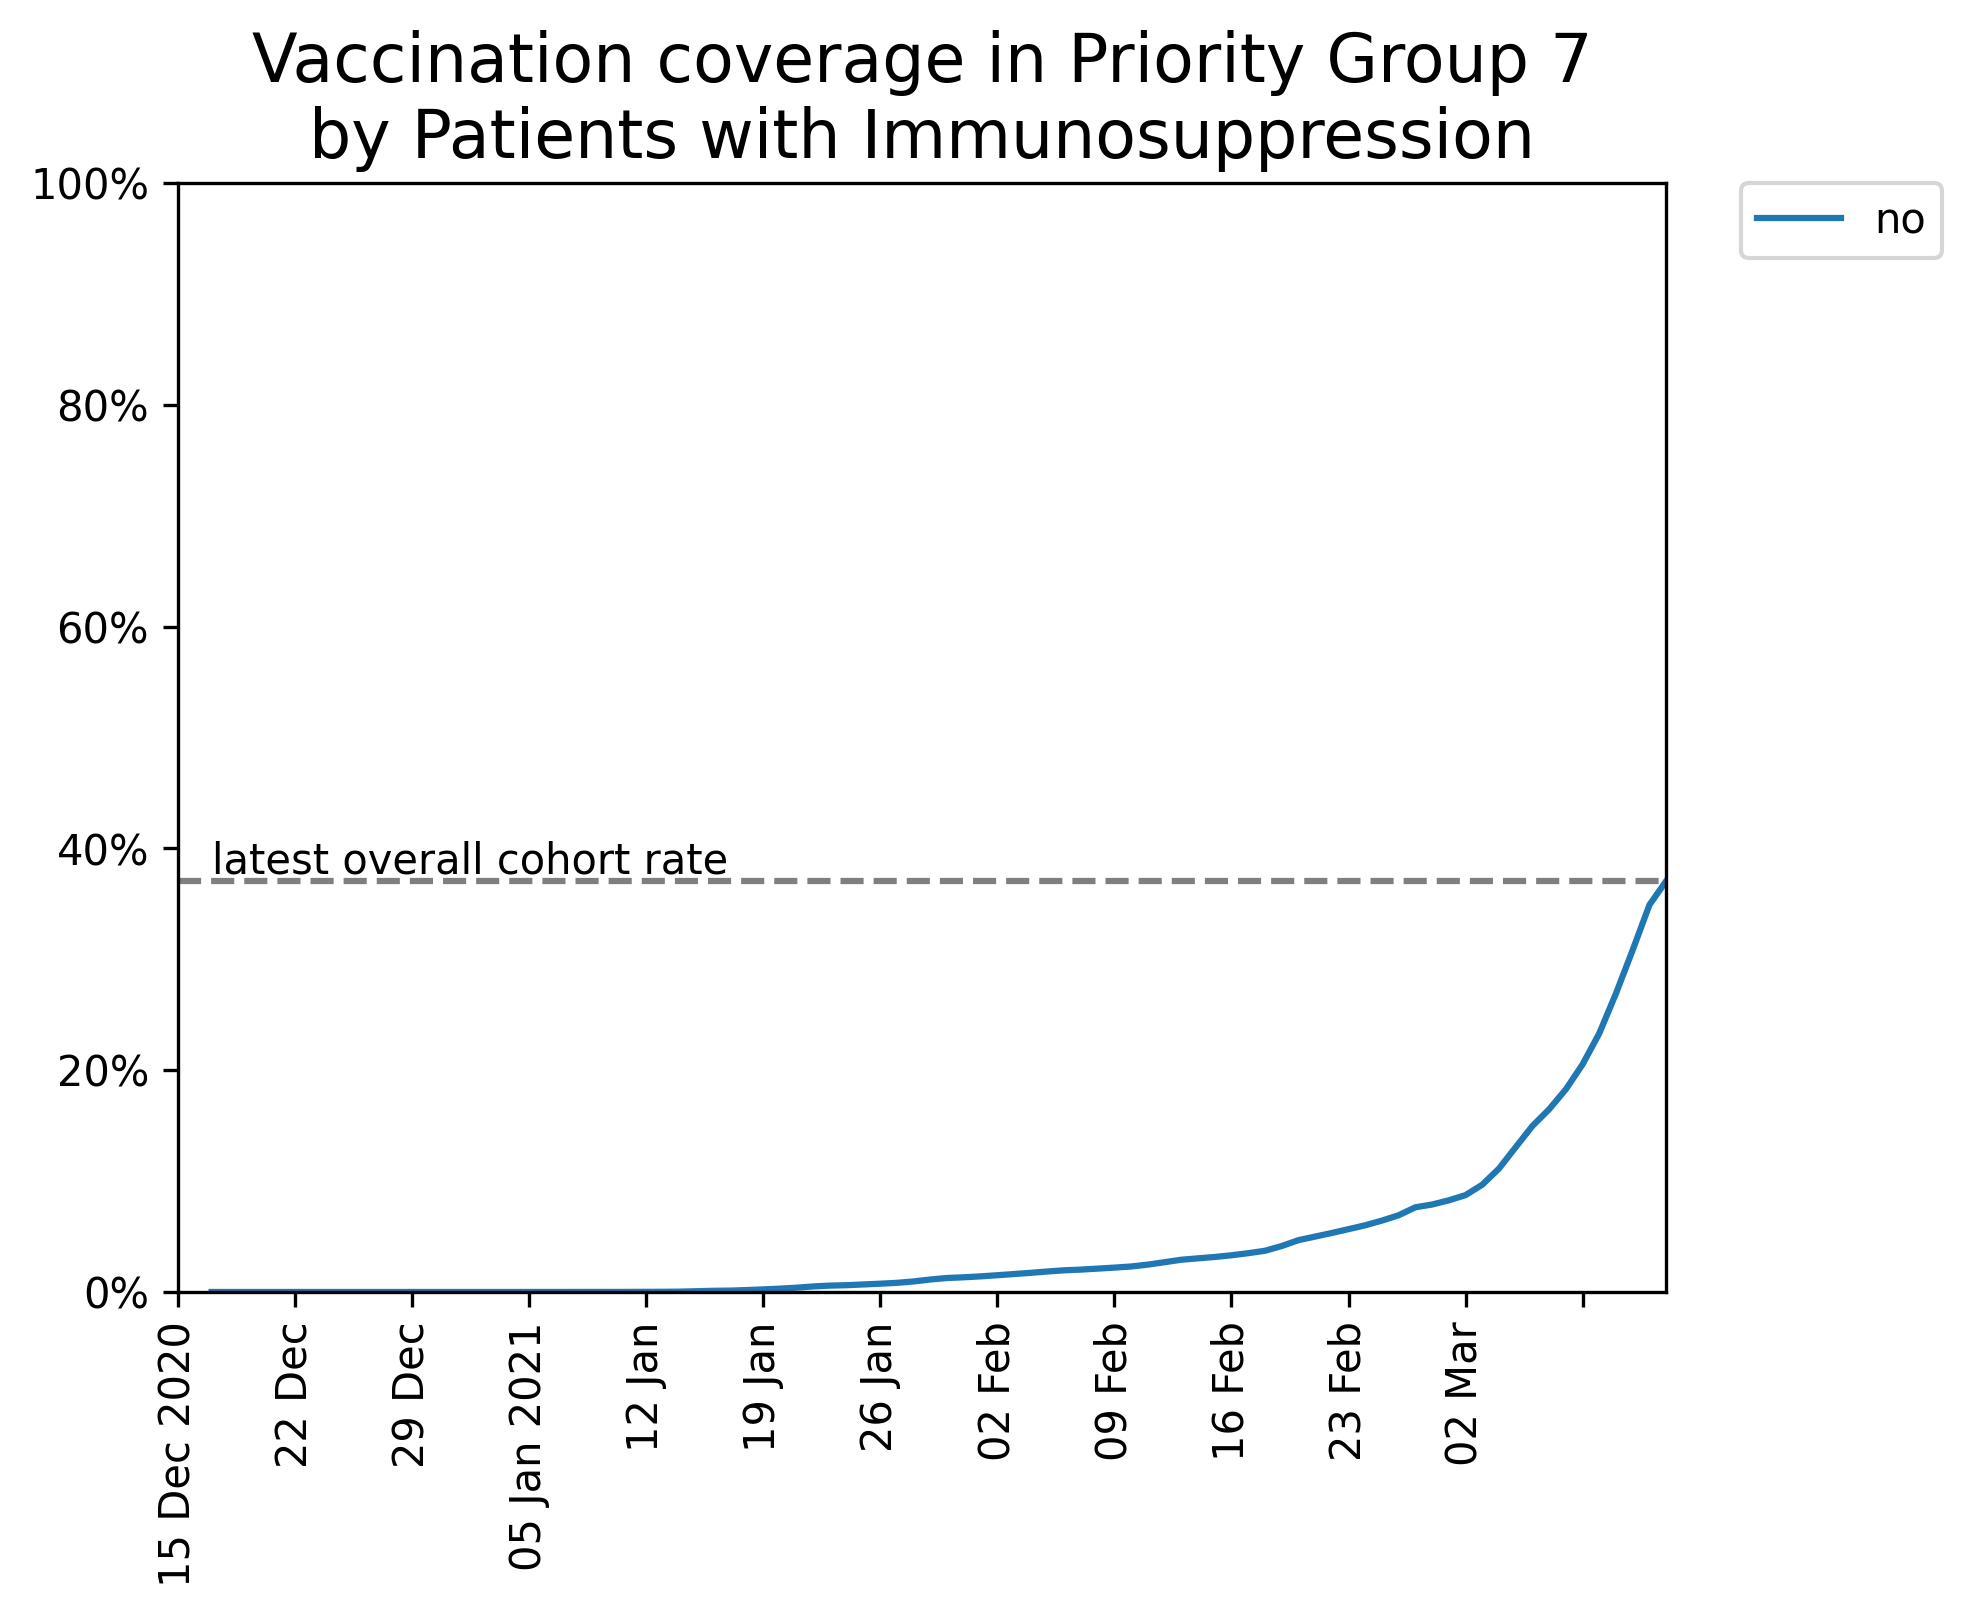 Vaccination coverage in Priority Group 7
by Patients with Immunosuppression
100%
80%
60%
40%
20%
0%
latest overall cohort rate
no
15 Dec 2020
22 Dec
29 Dec
05 Jan 2021
12 Jan
19 Jan
26 Jan
02 Feb
09 Feb
16 Feb
23 Feb
02 Mar